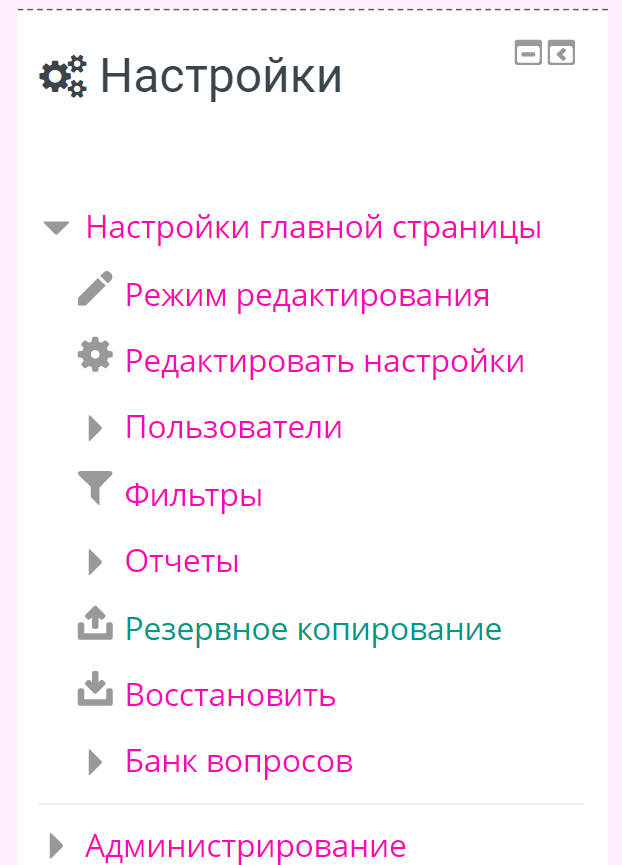 Настройки
Настройки главной страницы
Режим редактирования
Редактировать настройки
Пользователи
Фильтры
Отчеты
Резервное копирование
Восстановить
Банк вопросов
Администрирование